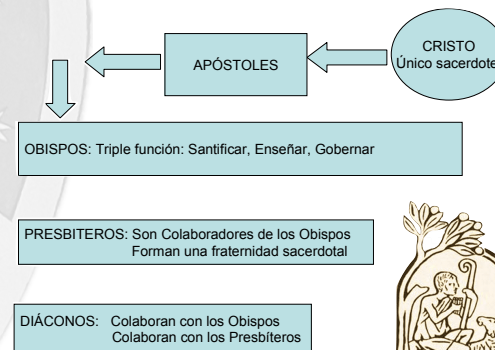 CRISTO
Único sacerdote
APÓSTOLES
OBISPOS: Triple función: Santificar, Enseñar, Gobernar
PRESBITEROS: Son Colaboradores de los Obispos
Forman una fraternidad sacerdotal
DIÁCONOS: Colaboran con los Obispos
Colaboran con los Presbíteros